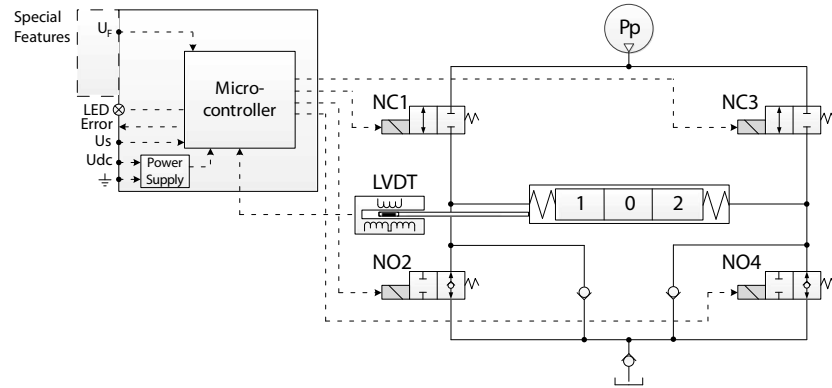 Special
Features
U_F
Micro-
controller
LED
Error
Us
Udc
Power
Supply
Pp
NC1
NC3
LVDT
1 0 2
NO2
NO4